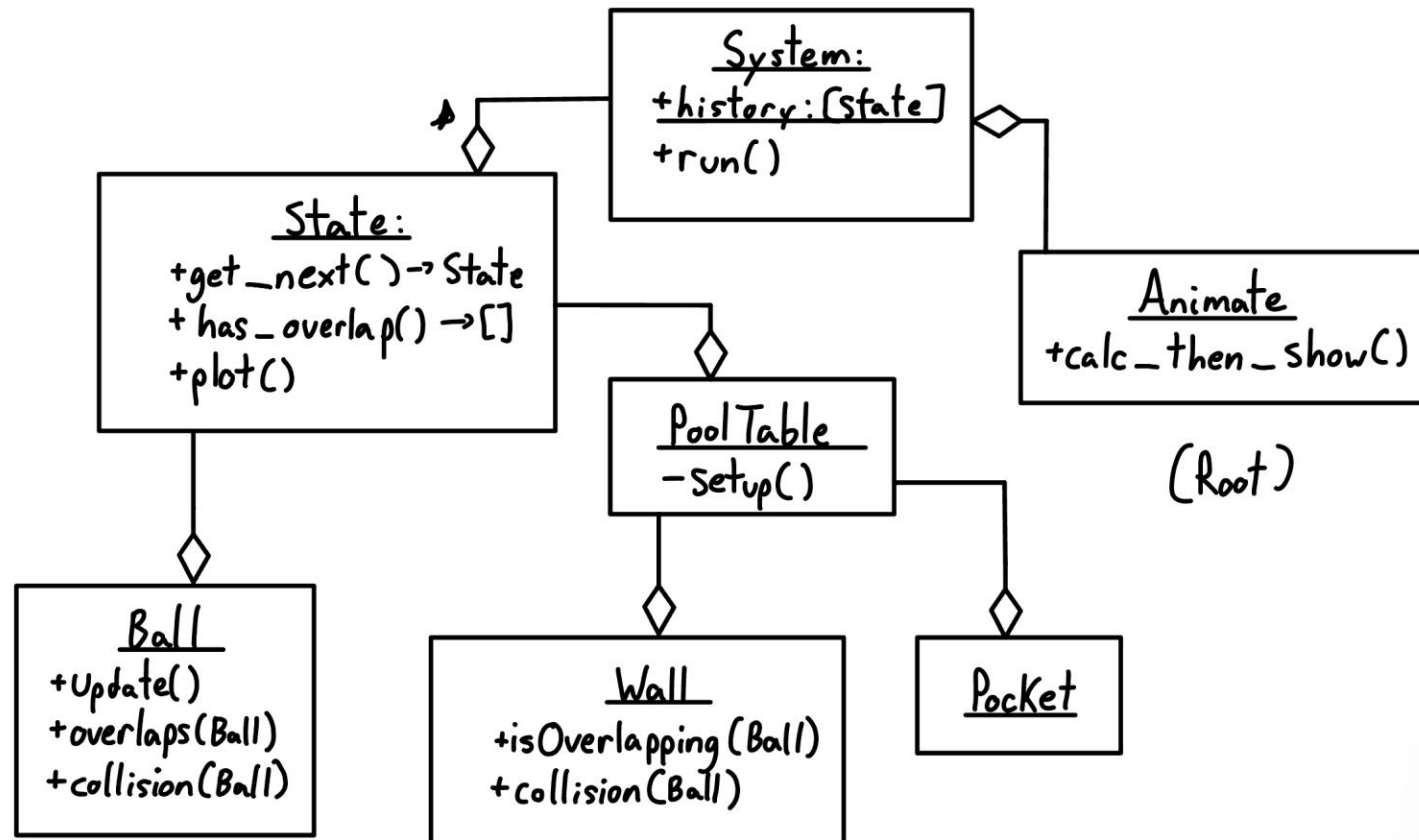 System:
+history:[state]
+run()
State:
+get_next()→State
+has_overlap()→[]
+plot()
Animate
+calc_then_show()
(Root)
PoolTable
-setup()
Ball
+update()
+overlaps(Ball)
+collision(Ball)
Wall
+isOverlapping(Ball)
+collision(Ball)
Pocket